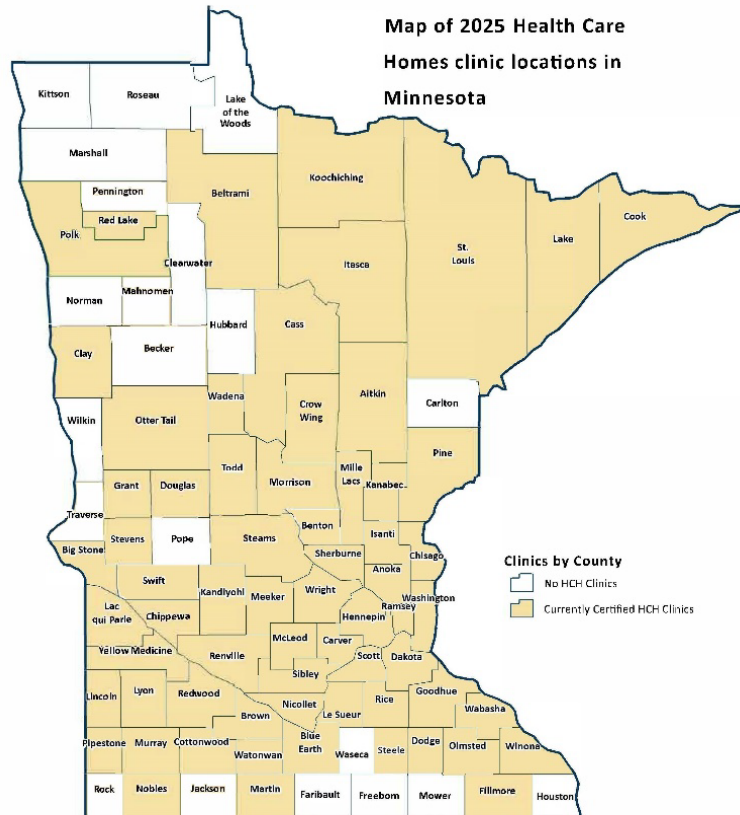 Map of 2025 Health Care
Homes clinic locations in
Minnesota
Kittson
Roseau
Lake
of the
Woods
Marshall
Pennington
Beltrami
Koochiching
Red Lake
Polk
Cook
Lake
St.
Louis
Clearwater
Itasca
Norman
Mahnomen
Hubbard
Cass
Clay
Becker
Wadena
Aitkin
Crow
Wing
Carlton
Wilkin
Otter Tail
Pine
Todd
Morrison
Mille
Lacs
Kanabec
Grant
Douglas
Traverse
Benton
Isanti
Stevens
Pope
Stearns
Big Stone
Sherburne
Chisago
Anoka
Swift
Kandiyohi
Meeker
Wright
Washington
Ramsey
Hennepin
Lac
qui Parle
Chippewa
McLeod
Carver
Yellow Medicine
Renville
Scott
Dakota
Sibley
Lincoln
Lyon
Redwood
Nicollet
Le Sueur
Rice
Goodhue
Wabasha
Brown
Blue
Earth
Pipestone
Murray
Cottonwood
Watonwan
Waseca
Steele
Dodge
Olmsted
Winona
Rock
Nobles
Jackson
Martin
Faribault
Freeborn
Mower
Fillmore
Houston
Clinics by County
No HCH Clinics
Currently Certified HCH Clinics